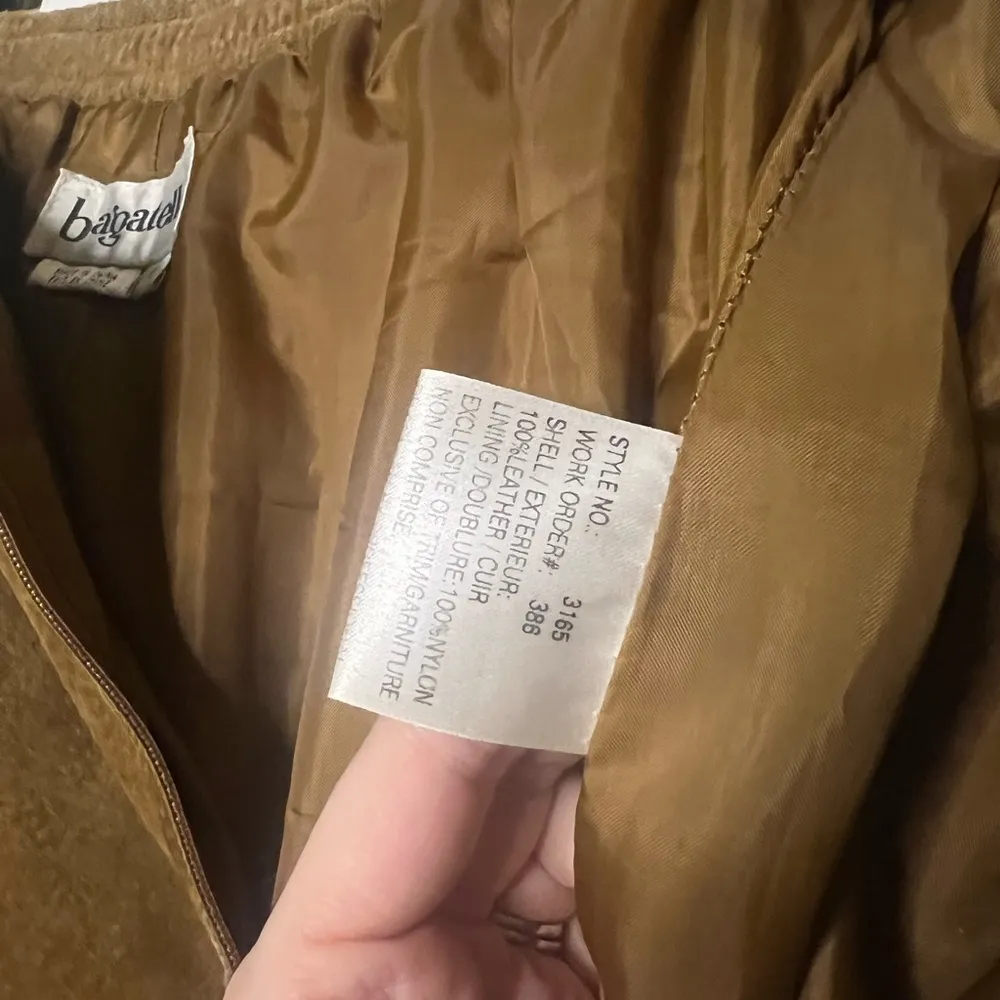 bagatell
STYLE NO.: 3165
WORK ORDER#: 386
SHELL / EXTERIEUR:
100%LEATHER / CUIR
LINING /DOUBLURE:100%NYLON
EXCLUSIVE OF TRIM/GARNITURE
NON COMPRISE